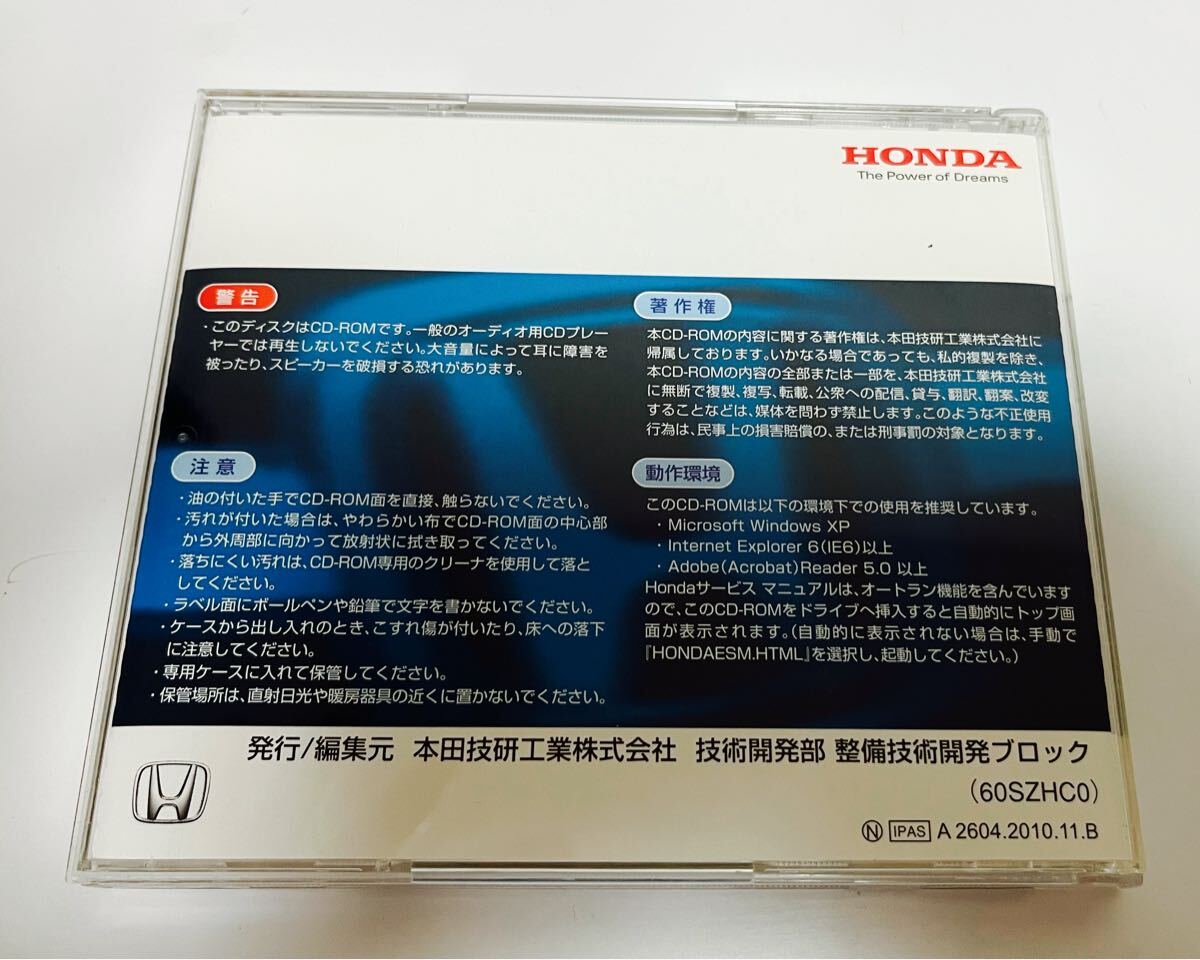 HONDA
The Power of Dreams
警告
・このディスクはCD-ROMです。一般のオーディオ用CDプレー
ヤーでは再生しないでください。大音量によって耳に障害を
被ったり、スピーカーを破損する恐れがあります。
注意
・油の付いた手でCD-ROM面を直接、触らないでください。
・汚れが付いた場合は、やわらかい布でCD-ROM面の中心部
から外周部に向かって放射状に拭き取ってください。
・落ちにくい汚れは、CD-ROM専用のクリーナを使用して落と
してください。
・ラベル面にボールペンや鉛筆で文字を書かないでください。
・ケースから出し入れのとき、こすれ傷が付いたり、床への落下
に注意してください。
・専用ケースに入れて保管してください。
・保管場所は、直射日光や暖房器具の近くに置かないでください。
著作権
本CD-ROMの内容に関する著作権は、本田技研工業株式会社に
帰属しております。いかなる場合であっても、私的複製を除き、
本CD-ROMの内容の全部または一部を、本田技研工業株式会社
に無断で複製、複写、転載、公衆への配信、貸与、翻訳、翻案、改変
することなどは、媒体を問わず禁止します。このような不正使用
行為は、民事上の損害賠償の、または刑事罰の対象となります。
動作環境
このCD-ROMは以下の環境下での使用を推奨しています。
・Microsoft Windows XP
・Internet Explorer 6(IE6)以上
・Adobe(Acrobat)Reader 5.0 以上
Hondaサービス マニュアルは、オートラン機能を含んでいます
ので、このCD-ROMをドライブへ挿入すると自動的にトップ画
面が表示されます。(自動的に表示されない場合は、手動で
『HONDAESM.HTML』を選択し、起動してください。)
発行/編集元 本田技研工業株式会社 技術開発部 整備技術開発ブロック
(60SZHC0)
Ⓝ IPAS A 2604.2010.11.B